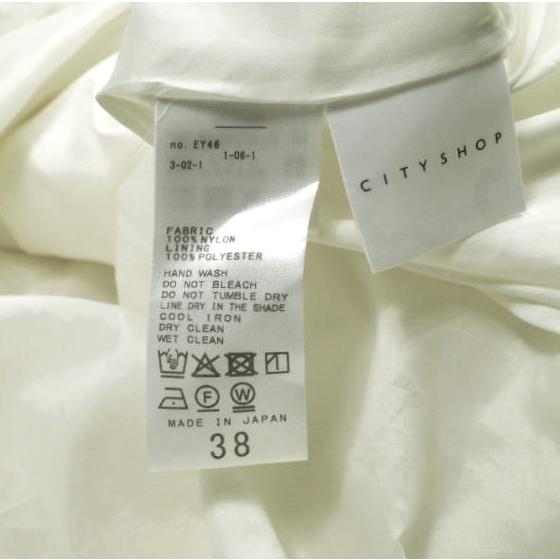 no. EY46
1-06-1
3-02-1
CITYSHOP
FABRIC
100% NYLON
LINING
100% POLYESTER
HAND WASH
DO NOT BLEACH
DO NOT TUMBLE DRY
LINE DRY IN THE SHADE
COOL IRON
DRY CLEAN
WET CLEAN
F W
MADE IN JAPAN
38